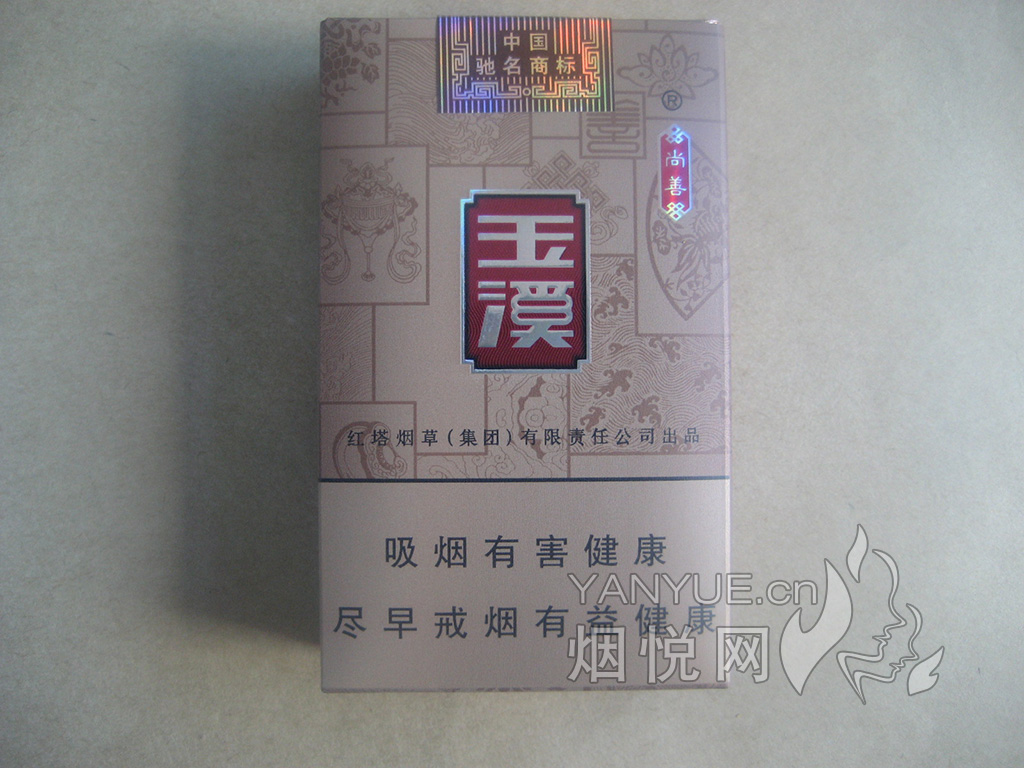 中国
驰名商标
®
尚善
玉溪
红塔烟草(集团)有限责任公司出品
吸烟有害健康
尽早戒烟有益健康
YANYUE.cn
烟悦网